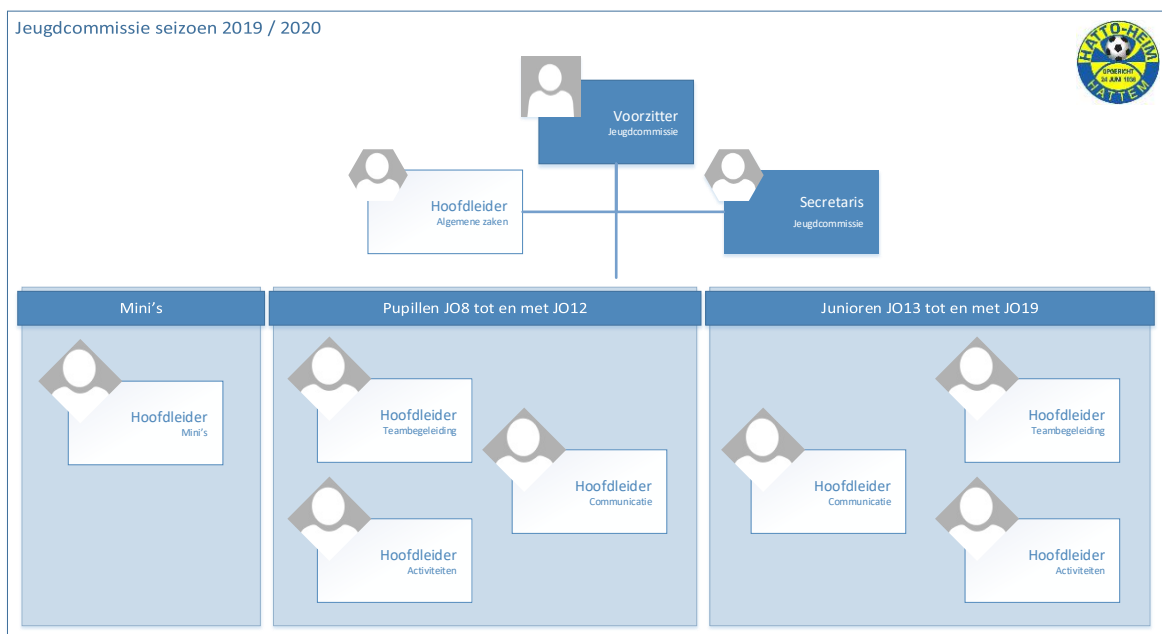 Jeugdcommissie seizoen 2019 / 2020
HATTO-HEIM
OPGERICHT
HATTEM
Voorzitter
Jeugdcommissie
Hoofdleider
Algemene zaken
Secretaris
Jeugdcommissie
Mini's
Hoofdleider
Mini's
Pupillen JO8 tot en met JO12
Hoofdleider
Teambegeleiding
Hoofdleider
Communicatie
Hoofdleider
Activiteiten
Junioren JO13 tot en met JO19
Hoofdleider
Teambegeleiding
Hoofdleider
Communicatie
Hoofdleider
Activiteiten